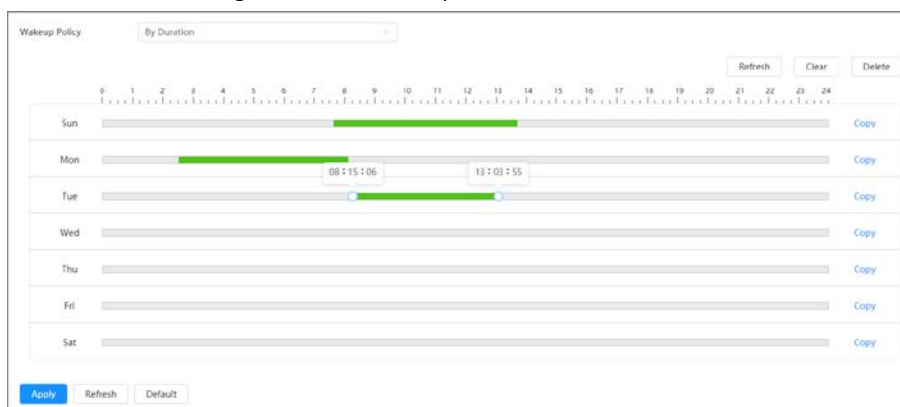 Wakeup Policy By Duration
Refresh Clear Delete
0 1 2 3 4 5 6 7 8 9 10 11 12 13 14 15 16 17 18 19 20 21 22 23 24
Sun Copy
Mon Copy
08 : 15 : 06 13 : 03 : 55
Tue Copy
Wed Copy
Thu Copy
Fri Copy
Sat Copy
Apply Refresh Default